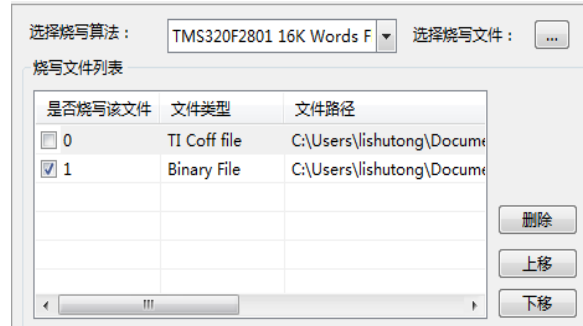 选择烧写算法： TMS320F2801 16K Words F 选择烧写文件： ...
烧写文件列表
是否烧写该文件 文件类型 文件路径
0 TI Coff file C:\Users\lishutong\Docume
1 Binary File C:\Users\lishutong\Docume
删除
上移
下移